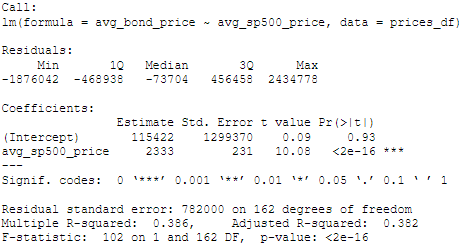 Call:
lm(formula = avg_bond_price ~ avg_sp500_price, data = prices_df)
Residuals:
     Min       1Q   Median       3Q      Max
-1876042  -468938   -73704   456458  2434778
Coefficients:
                Estimate Std. Error t value Pr(>|t|)
(Intercept)       115422    1299370    0.09     0.93
avg_sp500_price     2333        231   10.08   <2e-16 ***
---
Signif. codes:  0 ‘***’ 0.001 ‘**’ 0.01 ‘*’ 0.05 ‘.’ 0.1 ‘ ’ 1
Residual standard error: 782000 on 162 degrees of freedom
Multiple R-squared:  0.386,	Adjusted R-squared:  0.382
F-statistic:  102 on 1 and 162 DF,  p-value: <2e-16